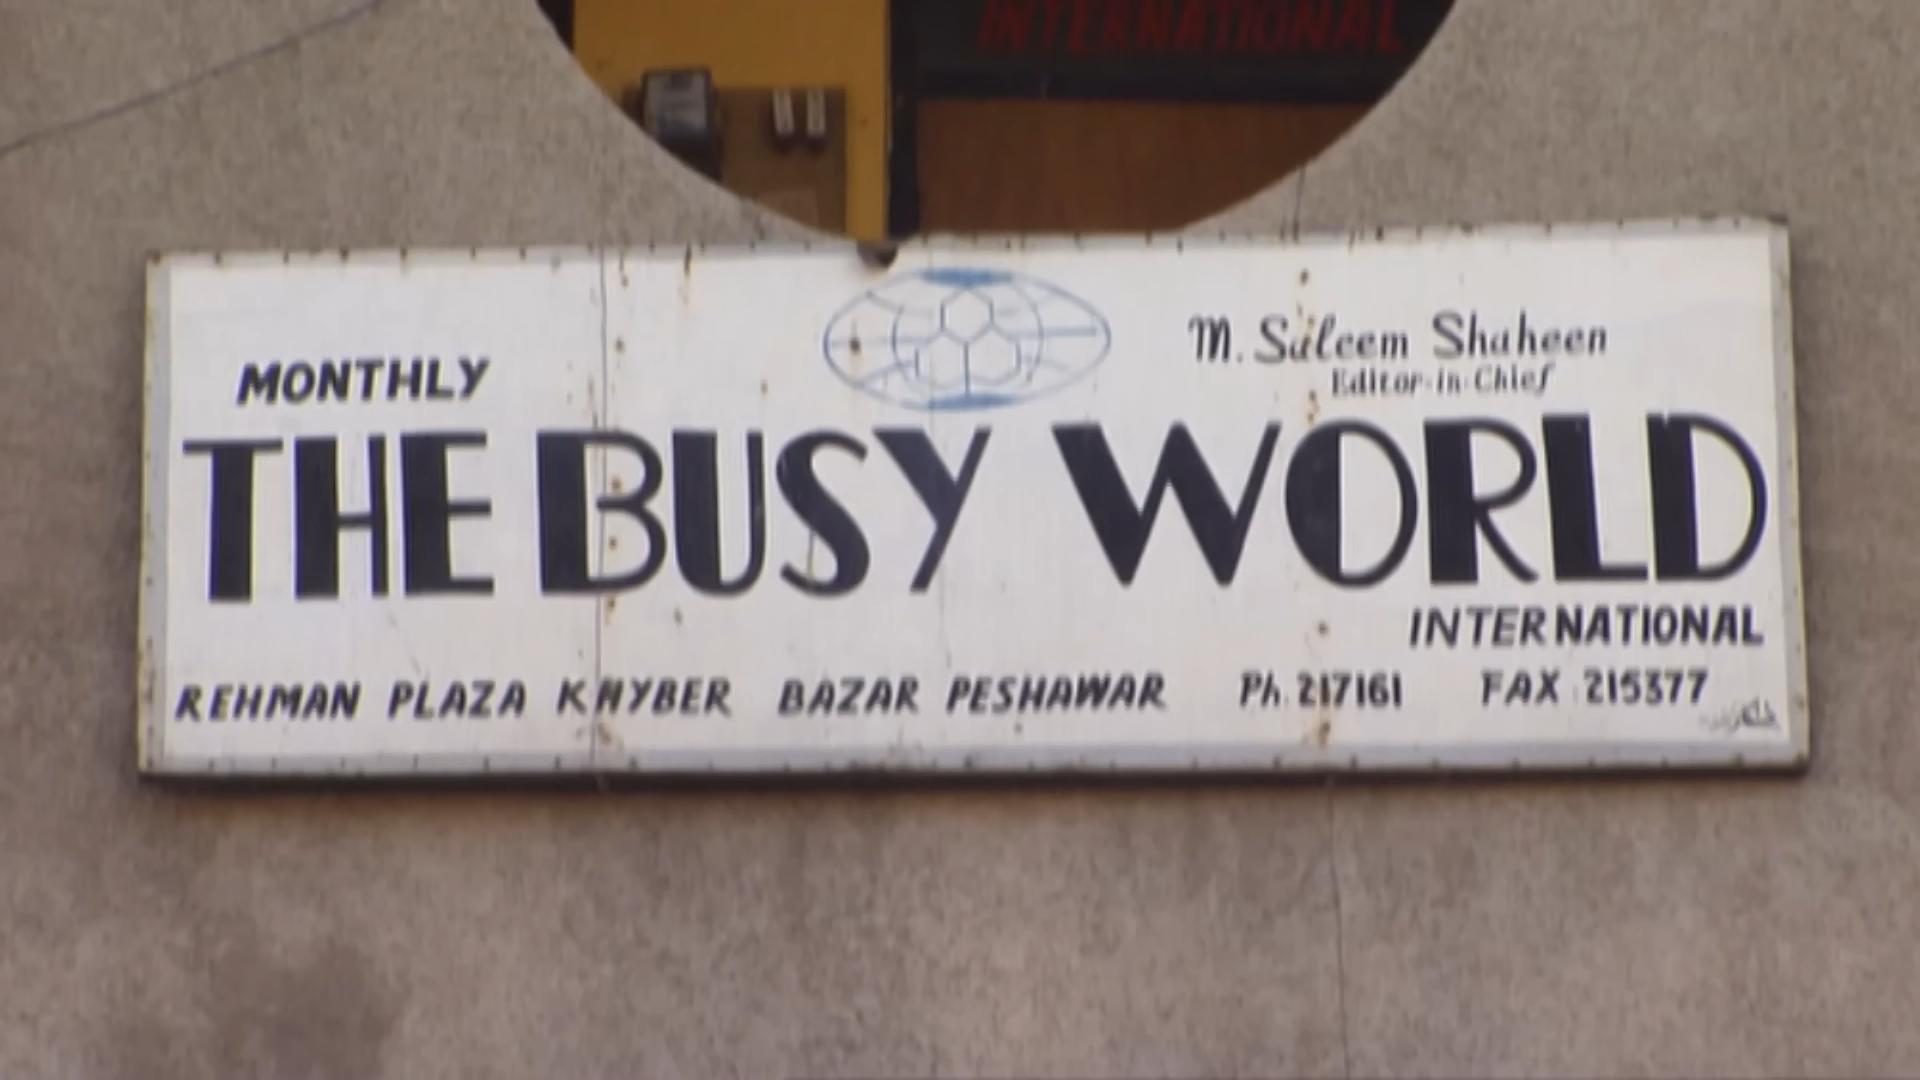 INTERNATIONAL
M. Saleem Shaheen
Editor-in-Chief
MONTHLY
THE BUSY WORLD
INTERNATIONAL
REHMAN PLAZA KHYBER BAZAR PESHAWAR Ph. 217161 FAX 215377